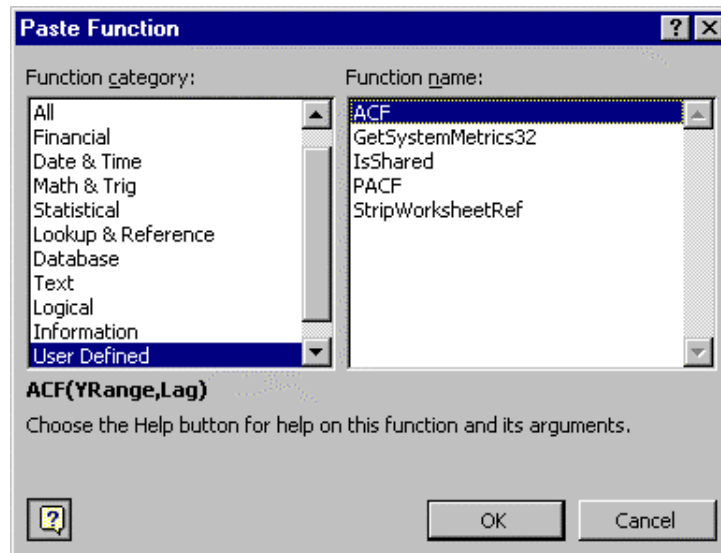 Paste Function
Function category:
All
Financial
Date & Time
Math & Trig
Statistical
Lookup & Reference
Database
Text
Logical
Information
User Defined
Function name:
ACF
GetSystemMetrics32
IsShared
PACF
StripWorksheetRef
ACF(YRange,Lag)
Choose the Help button for help on this function and its arguments.
OK
Cancel